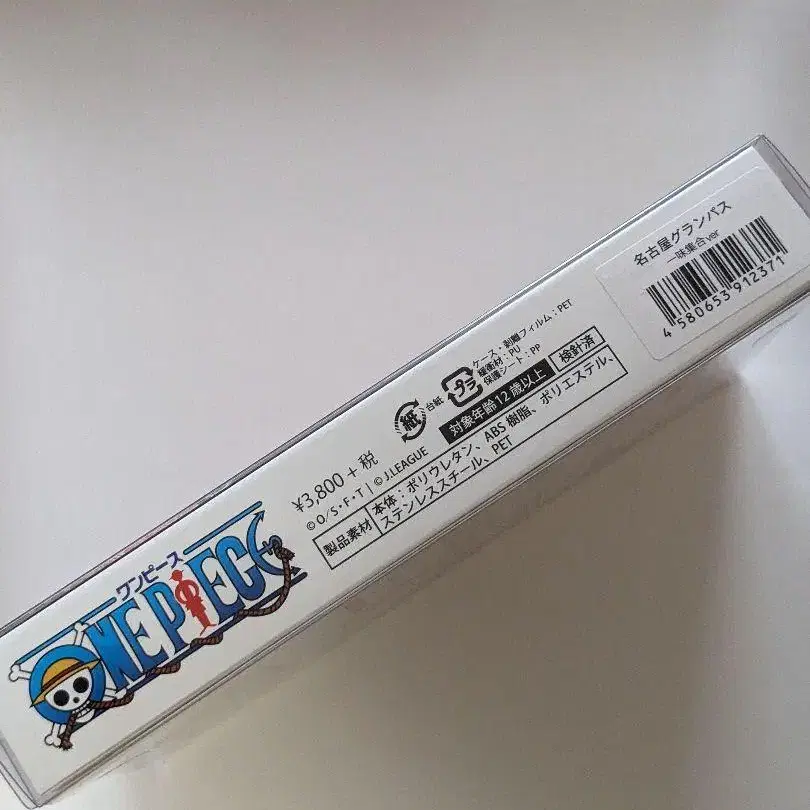 ワンピース
ONE PIECE
¥3,800 + 税
©O/S・F・T | ©J.LEAGUE
製品素材
本体:ポリウレタン、ABS 樹脂、ポリエステル、
ステンレススチール、PET
紙
台紙
プラ
ケース・剥離フィルム:PET
緩衝材:PU
保護シート:PP
対象年齢12歳以上
検針済
名古屋グランパス
一味集合ver
4 580653 912371